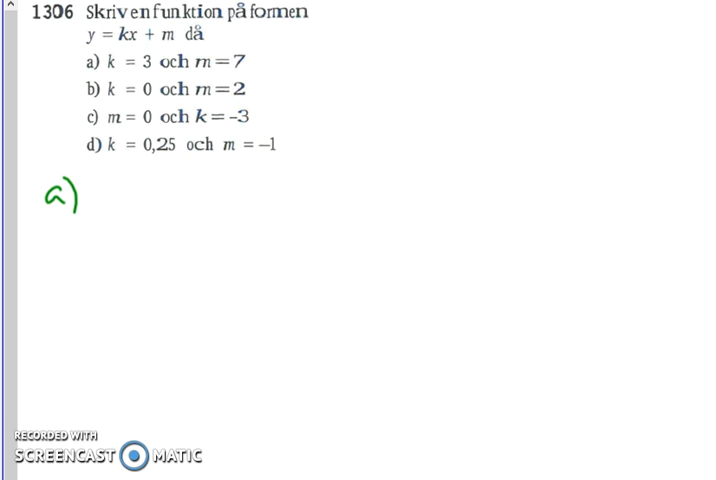 1306 Skriv en funktion på formen
y = kx + m då
a) k = 3 och m = 7
b) k = 0 och m = 2
c) m = 0 och k = -3
d) k = 0,25 och m = -1
a)
RECORDED WITH
SCREENCAST MATIC